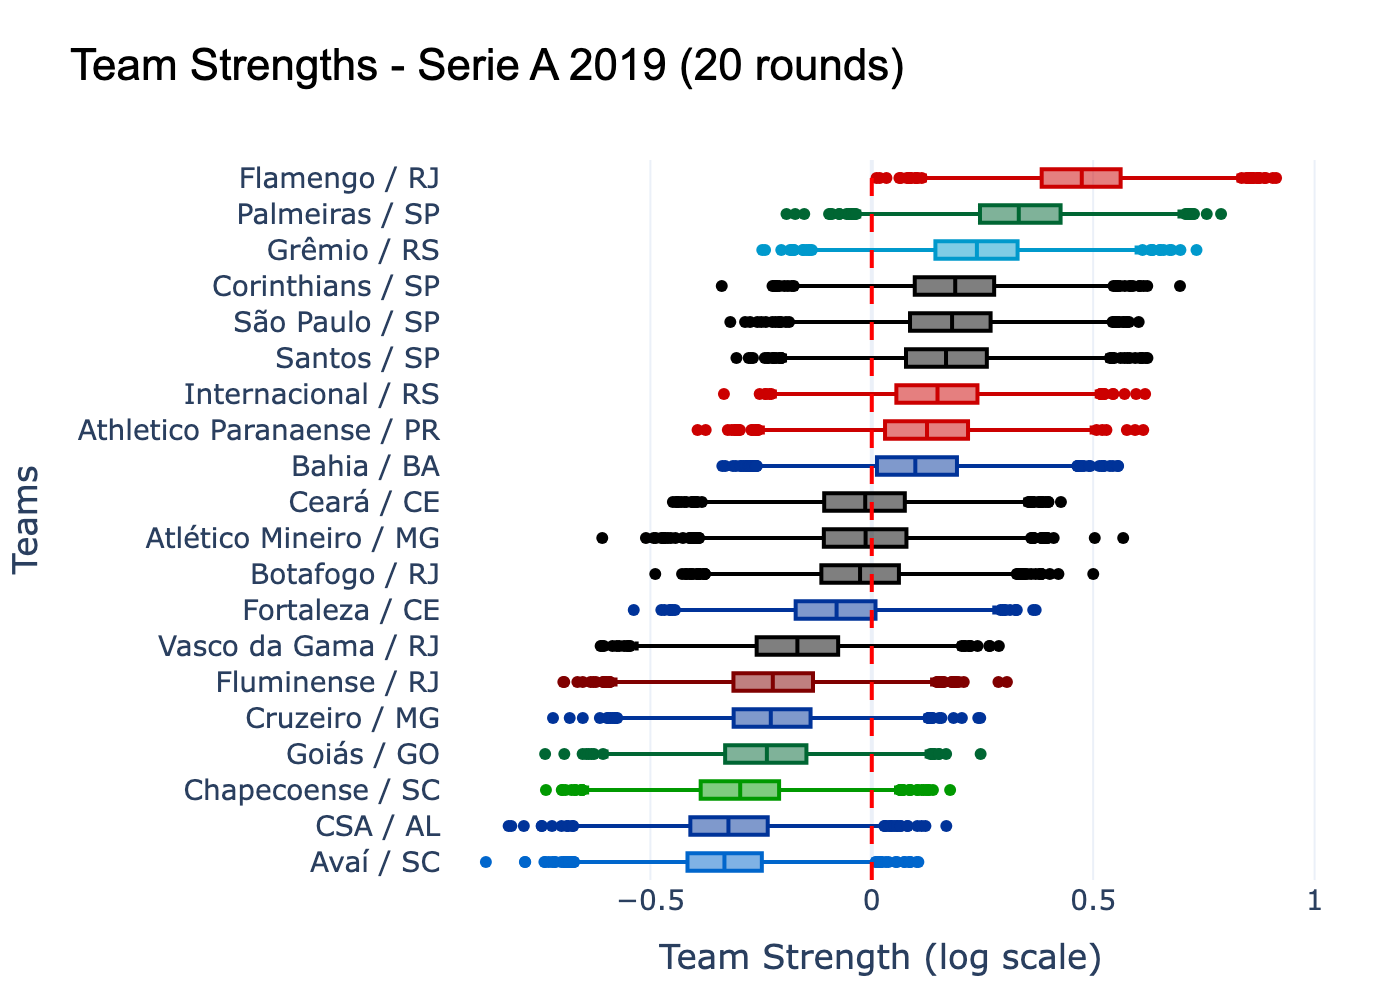 Team Strengths - Serie A 2019 (20 rounds)
Teams
Flamengo / RJ
Palmeiras / SP
Grêmio / RS
Corinthians / SP
São Paulo / SP
Santos / SP
Internacional / RS
Athletico Paranaense / PR
Bahia / BA
Ceará / CE
Atlético Mineiro / MG
Botafogo / RJ
Fortaleza / CE
Vasco da Gama / RJ
Fluminense / RJ
Cruzeiro / MG
Goiás / GO
Chapecoense / SC
CSA / AL
Avaí / SC
−0.5 0 0.5 1
Team Strength (log scale)